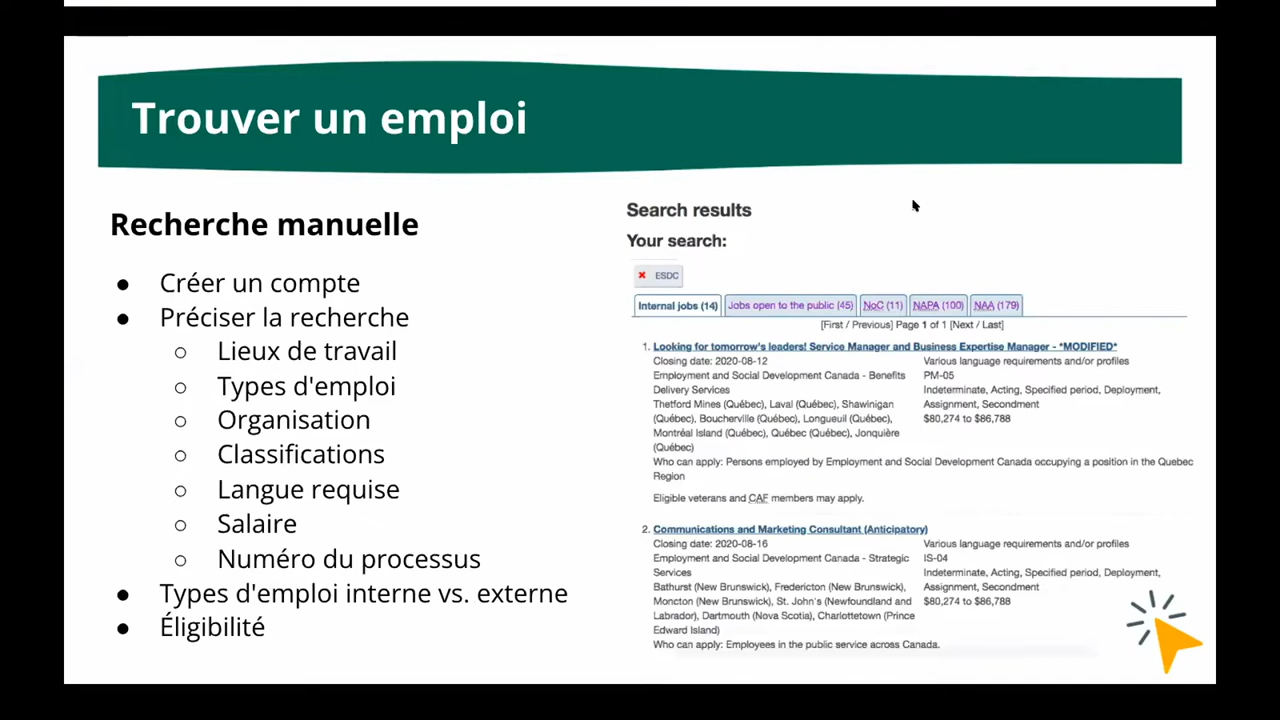 Trouver un emploi
Recherche manuelle
● Créer un compte
● Préciser la recherche
○ Lieux de travail
○ Types d'emploi
○ Organisation
○ Classifications
○ Langue requise
○ Salaire
○ Numéro du processus
● Types d'emploi interne vs. externe
● Éligibilité
Search results
Your search:
✖ ESDC
Internal jobs (14) Jobs open to the public (45) NoC (11) NAPA (100) NAA (179)
[First / Previous] Page 1 of 1 [Next / Last]
1. Looking for tomorrow's leaders! Service Manager and Business Expertise Manager - *MODIFIED*
Closing date: 2020-08-12
Employment and Social Development Canada - Benefits
Delivery Services
Thetford Mines (Québec), Laval (Québec), Shawinigan
(Québec), Boucherville (Québec), Longueuil (Québec),
Montréal Island (Québec), Québec (Québec), Jonquière
(Québec)
Various language requirements and/or profiles
PM-05
Indeterminate, Acting, Specified period, Deployment,
Assignment, Secondment
$80,274 to $86,788
Who can apply: Persons employed by Employment and Social Development Canada occupying a position in the Quebec
Region
Eligible veterans and CAF members may apply.
2. Communications and Marketing Consultant (Anticipatory)
Closing date: 2020-08-16
Employment and Social Development Canada - Strategic
Services
Bathurst (New Brunswick), Fredericton (New Brunswick),
Moncton (New Brunswick), St. John's (Newfoundland and
Labrador), Dartmouth (Nova Scotia), Charlottetown (Prince
Edward Island)
Various language requirements and/or profiles
IS-04
Indeterminate, Acting, Specified period, Deployment,
Assignment, Secondment
$80,274 to $86,788
Who can apply: Employees in the public service across Canada.